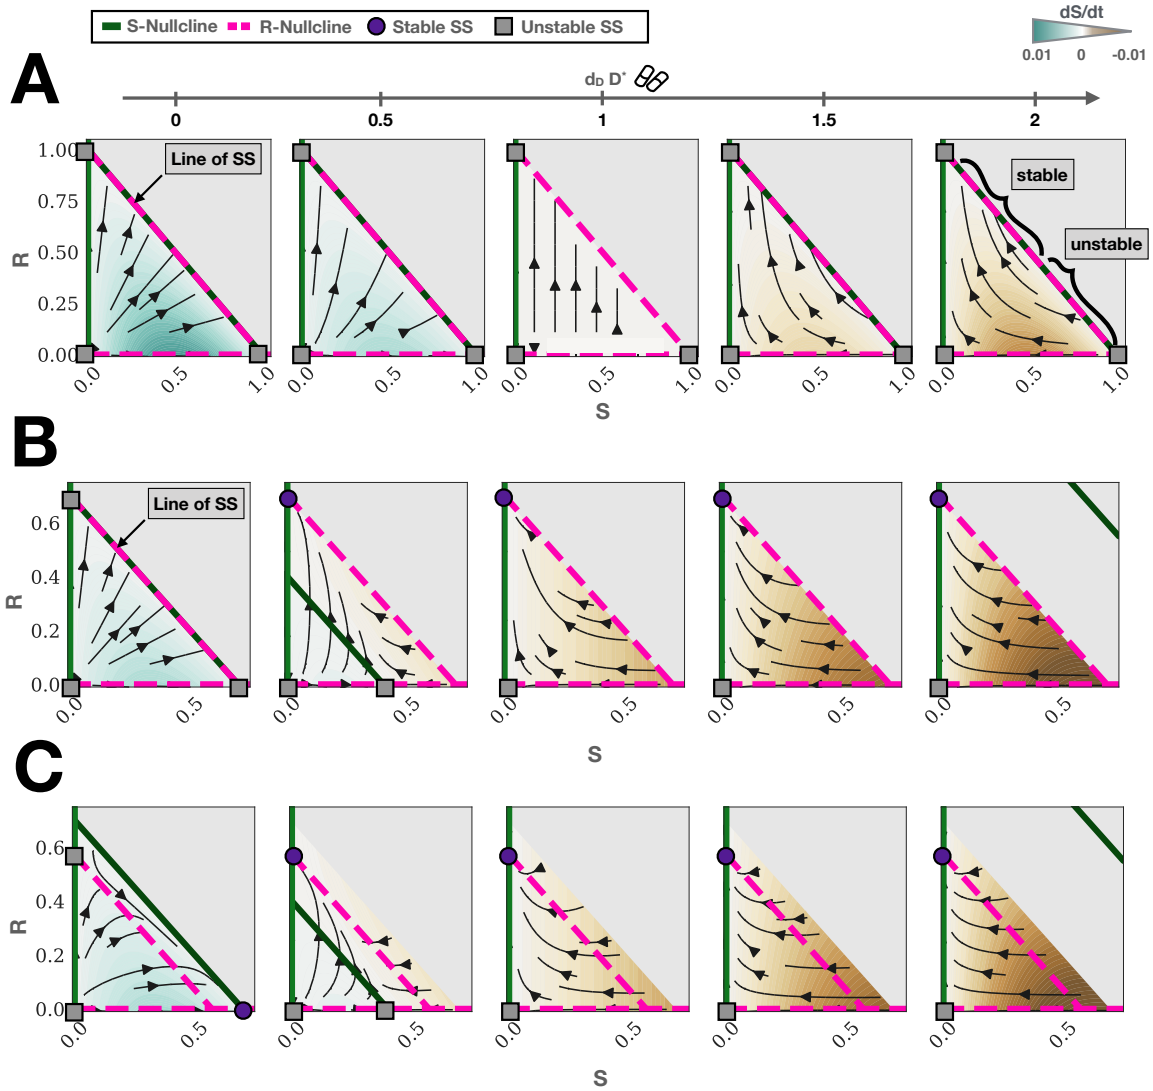 S-Nullcline R-Nullcline Stable SS Unstable SS
dS/dt
0.01 0 -0.01
A
d_D D*
0 0.5 1 1.5 2
Line of SS
stable
unstable
R
1.00
0.75
0.50
0.25
0.00
0.0 0.5 1.0 0.0 0.5 1.0 0.0 0.5 1.0 0.0 0.5 1.0 0.0 0.5 1.0
S
B
Line of SS
R
0.6
0.4
0.2
0.0
0.0 0.5 0.0 0.5 0.0 0.5 0.0 0.5 0.0 0.5
S
C
R
0.6
0.4
0.2
0.0
0.0 0.5 0.0 0.5 0.0 0.5 0.0 0.5 0.0 0.5
S